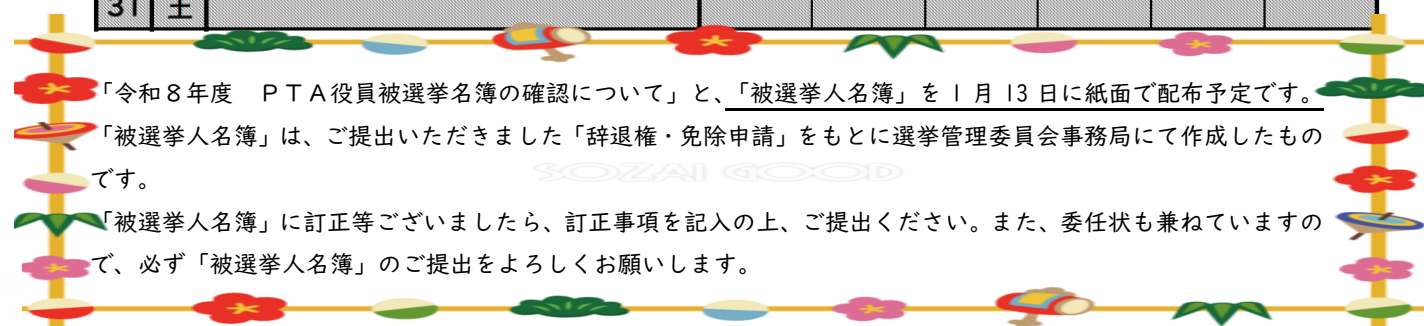 31 土
「令和８年度　ＰＴＡ役員被選挙名簿の確認について」と、「被選挙人名簿」を１月13日に紙面で配布予定です。
「被選挙人名簿」は、ご提出いただきました「辞退権・免除申請」をもとに選挙管理委員会事務局にて作成したもの
です。
SOZAI GOOD
「被選挙人名簿」に訂正等ございましたら、訂正事項を記入の上、ご提出ください。また、委任状も兼ねていますの
で、必ず「被選挙人名簿」のご提出をよろしくお願いします。